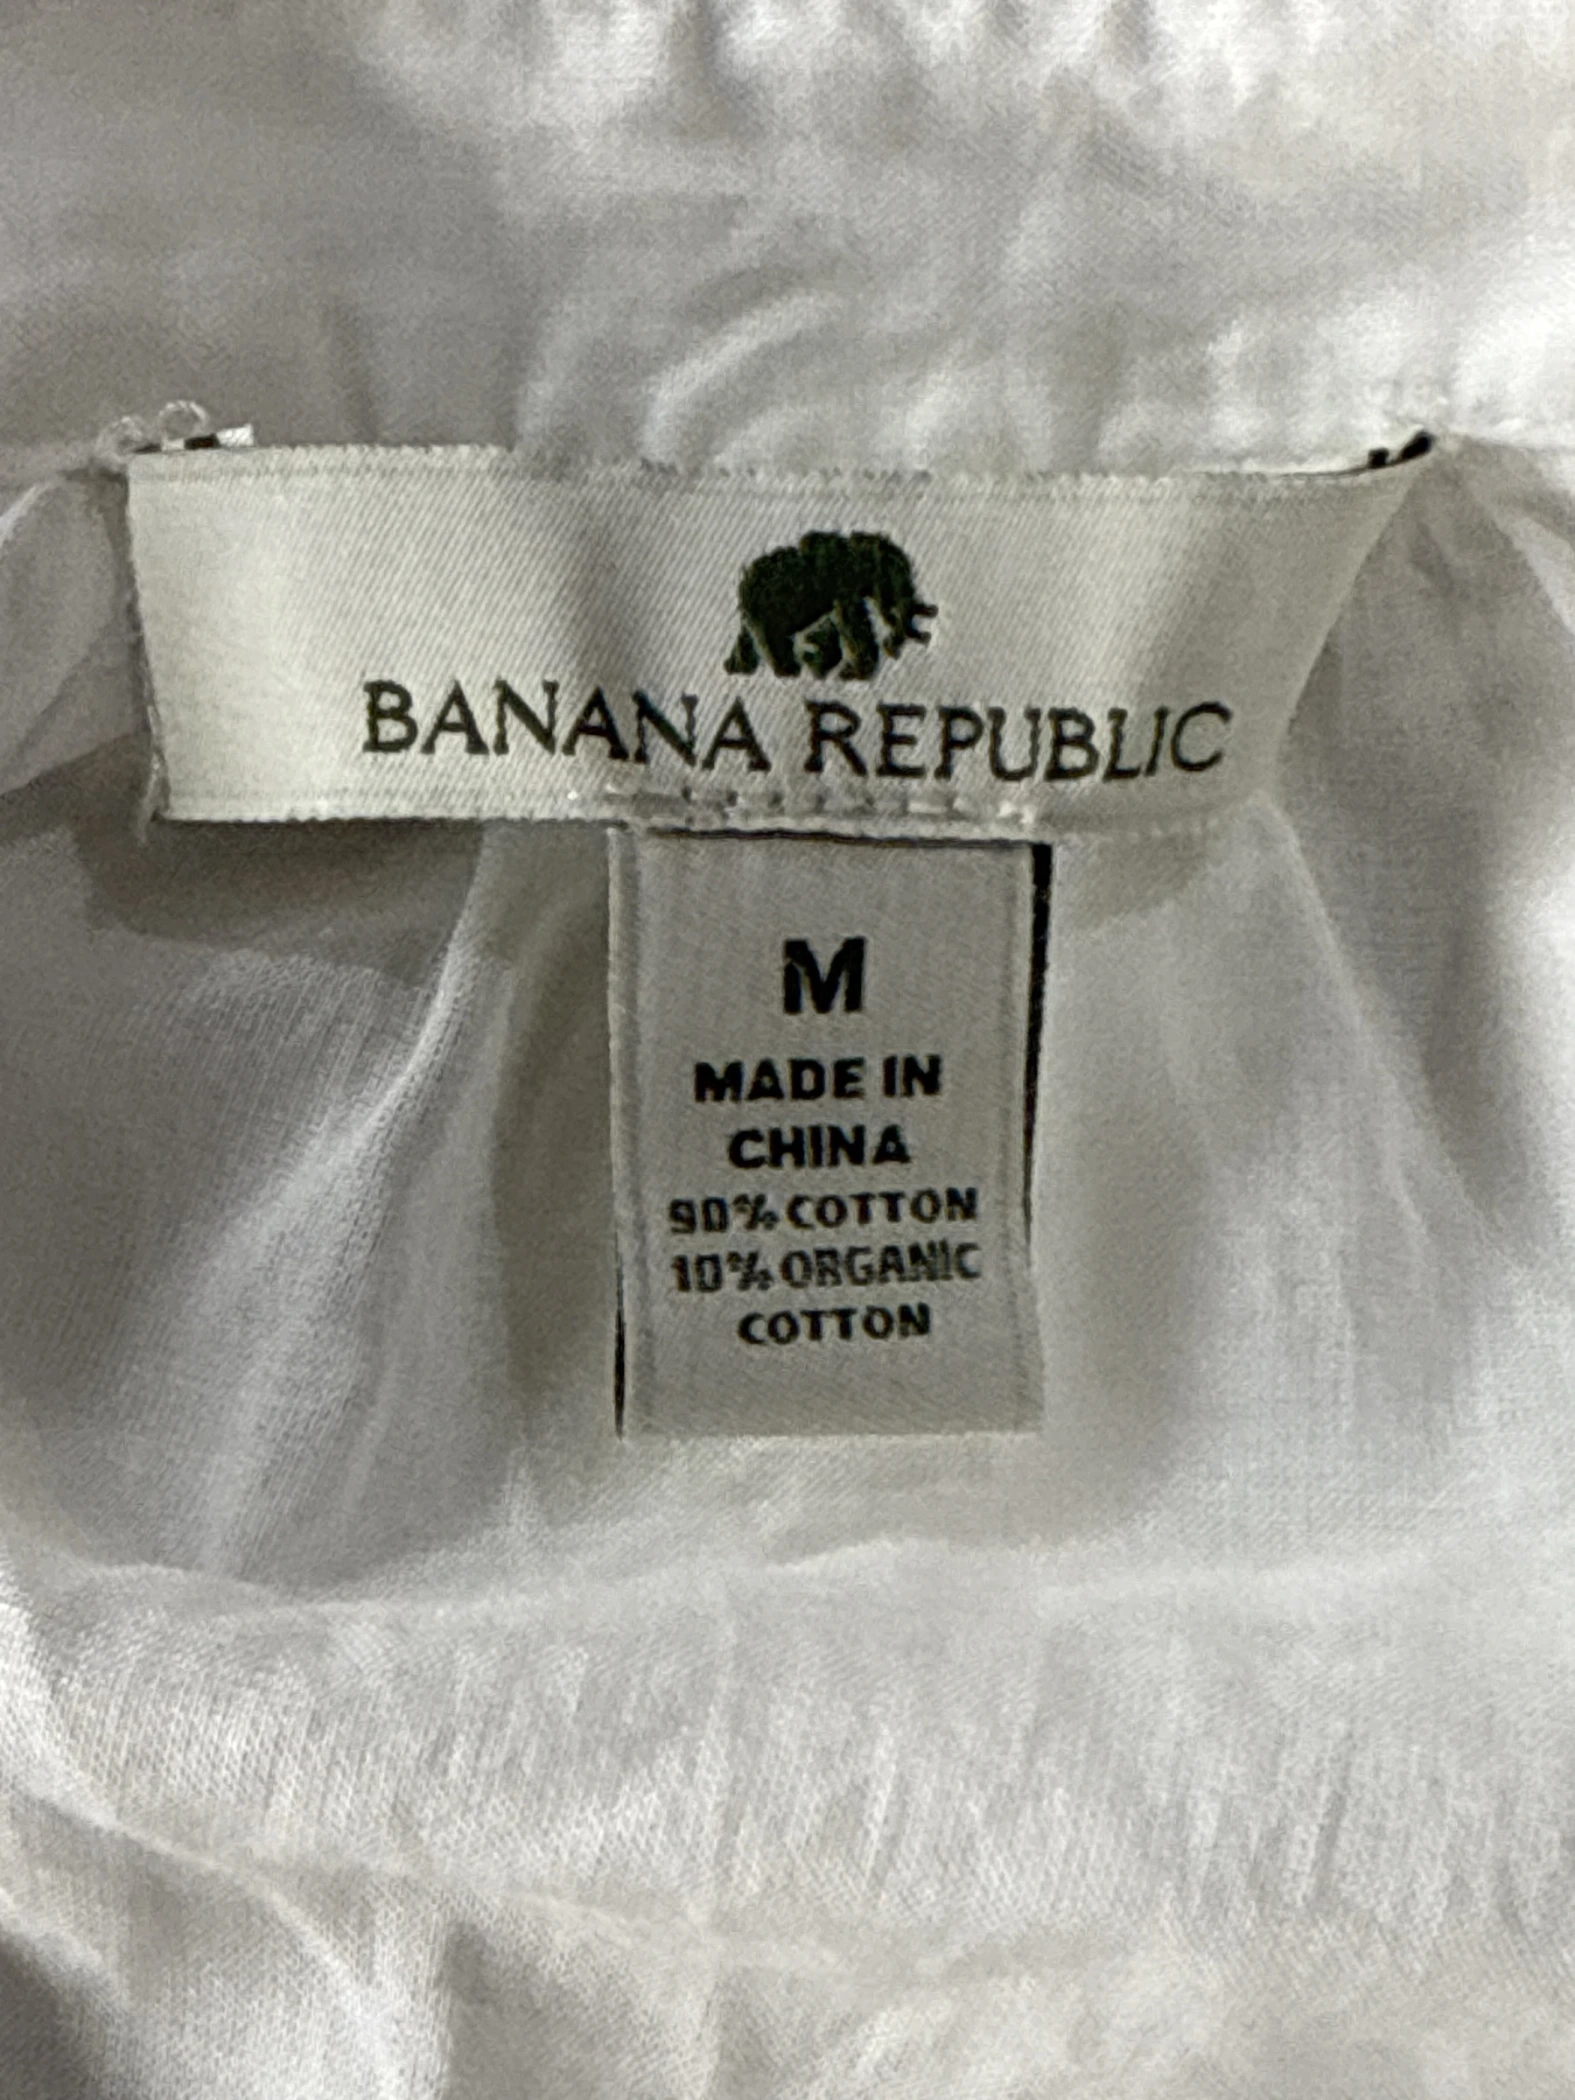 BANANA REPUBLIC
M
MADE IN
CHINA
90% COTTON
10% ORGANIC
COTTON